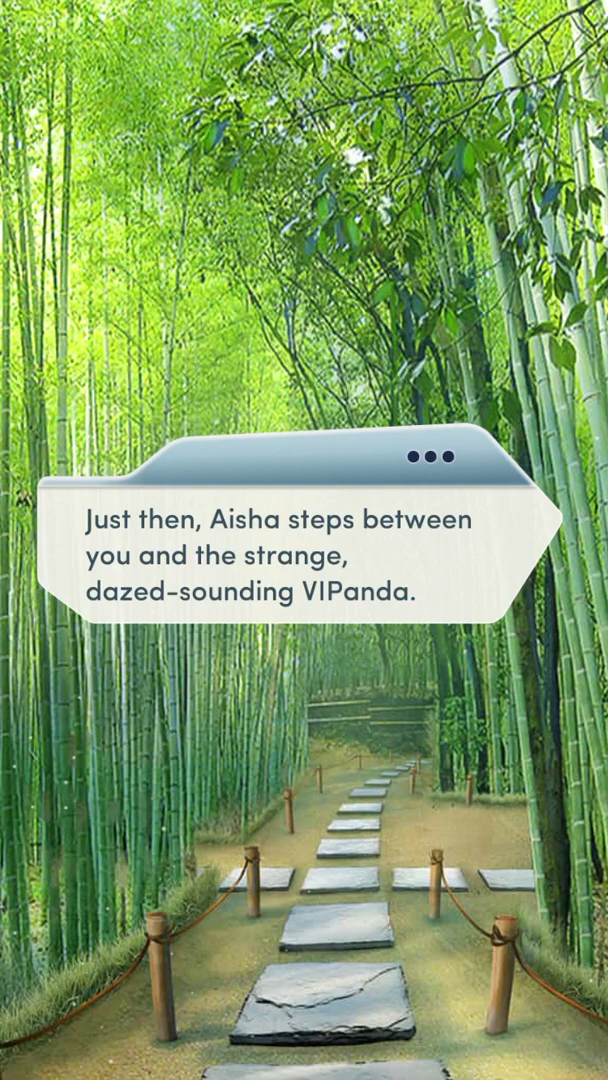 Just then, Aisha steps between
you and the strange,
dazed-sounding VIPanda.